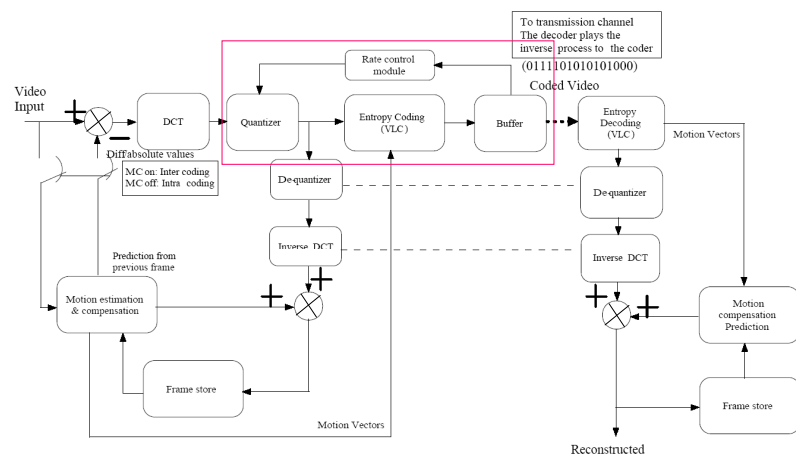 To transmission channel
The decoder plays the
inverse process to the coder
(0111101010101000)
Coded Video
Rate control
module
Video
Input
+
DCT
Quantizer
Entropy Coding
(VLC)
Buffer
Entropy
Decoding
(VLC)
Motion Vectors
Diff absolute values
MC on: Inter coding
MC off: Intra coding
De-quantizer
De-quantizer
Inverse DCT
Inverse DCT
Prediction from
previous frame
+
+
+
+
Motion estimation
& compensation
Motion
compensation
Prediction
Frame store
Frame store
Motion Vectors
Reconstructed